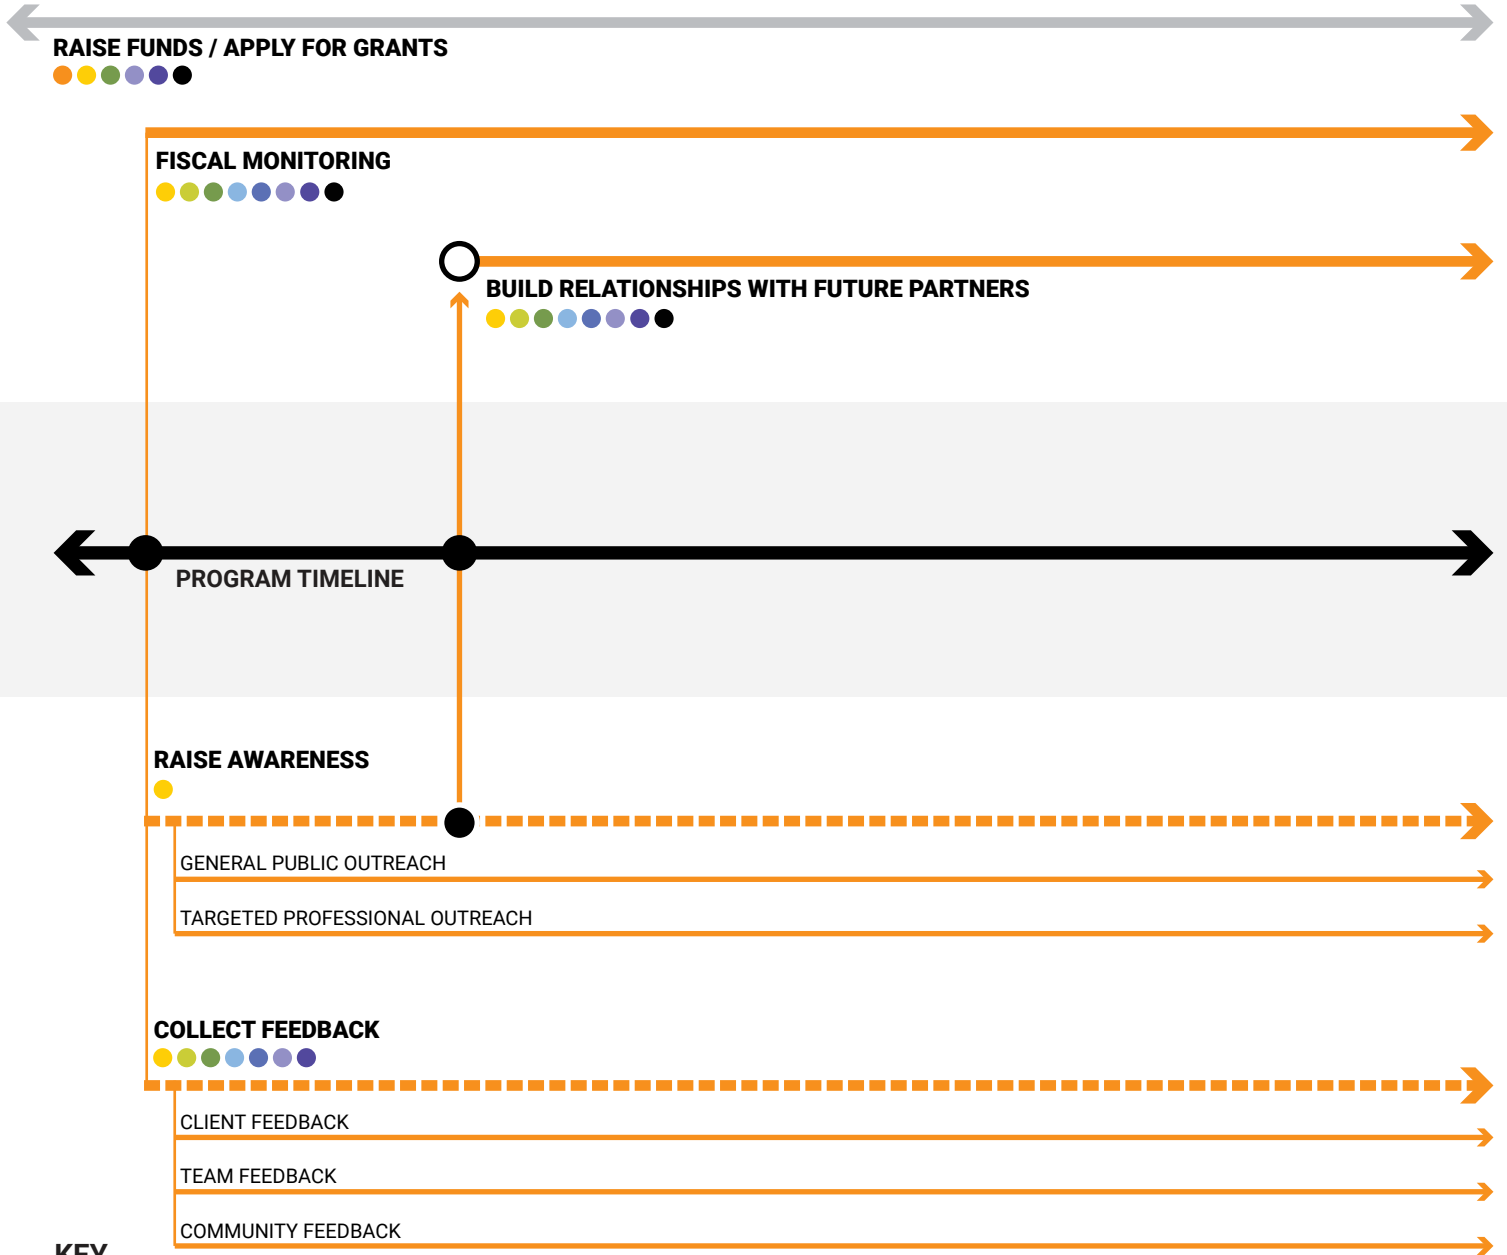 RAISE FUNDS / APPLY FOR GRANTS
FISCAL MONITORING
BUILD RELATIONSHIPS WITH FUTURE PARTNERS
PROGRAM TIMELINE
RAISE AWARENESS
GENERAL PUBLIC OUTREACH
TARGETED PROFESSIONAL OUTREACH
COLLECT FEEDBACK
CLIENT FEEDBACK
TEAM FEEDBACK
COMMUNITY FEEDBACK
KEY